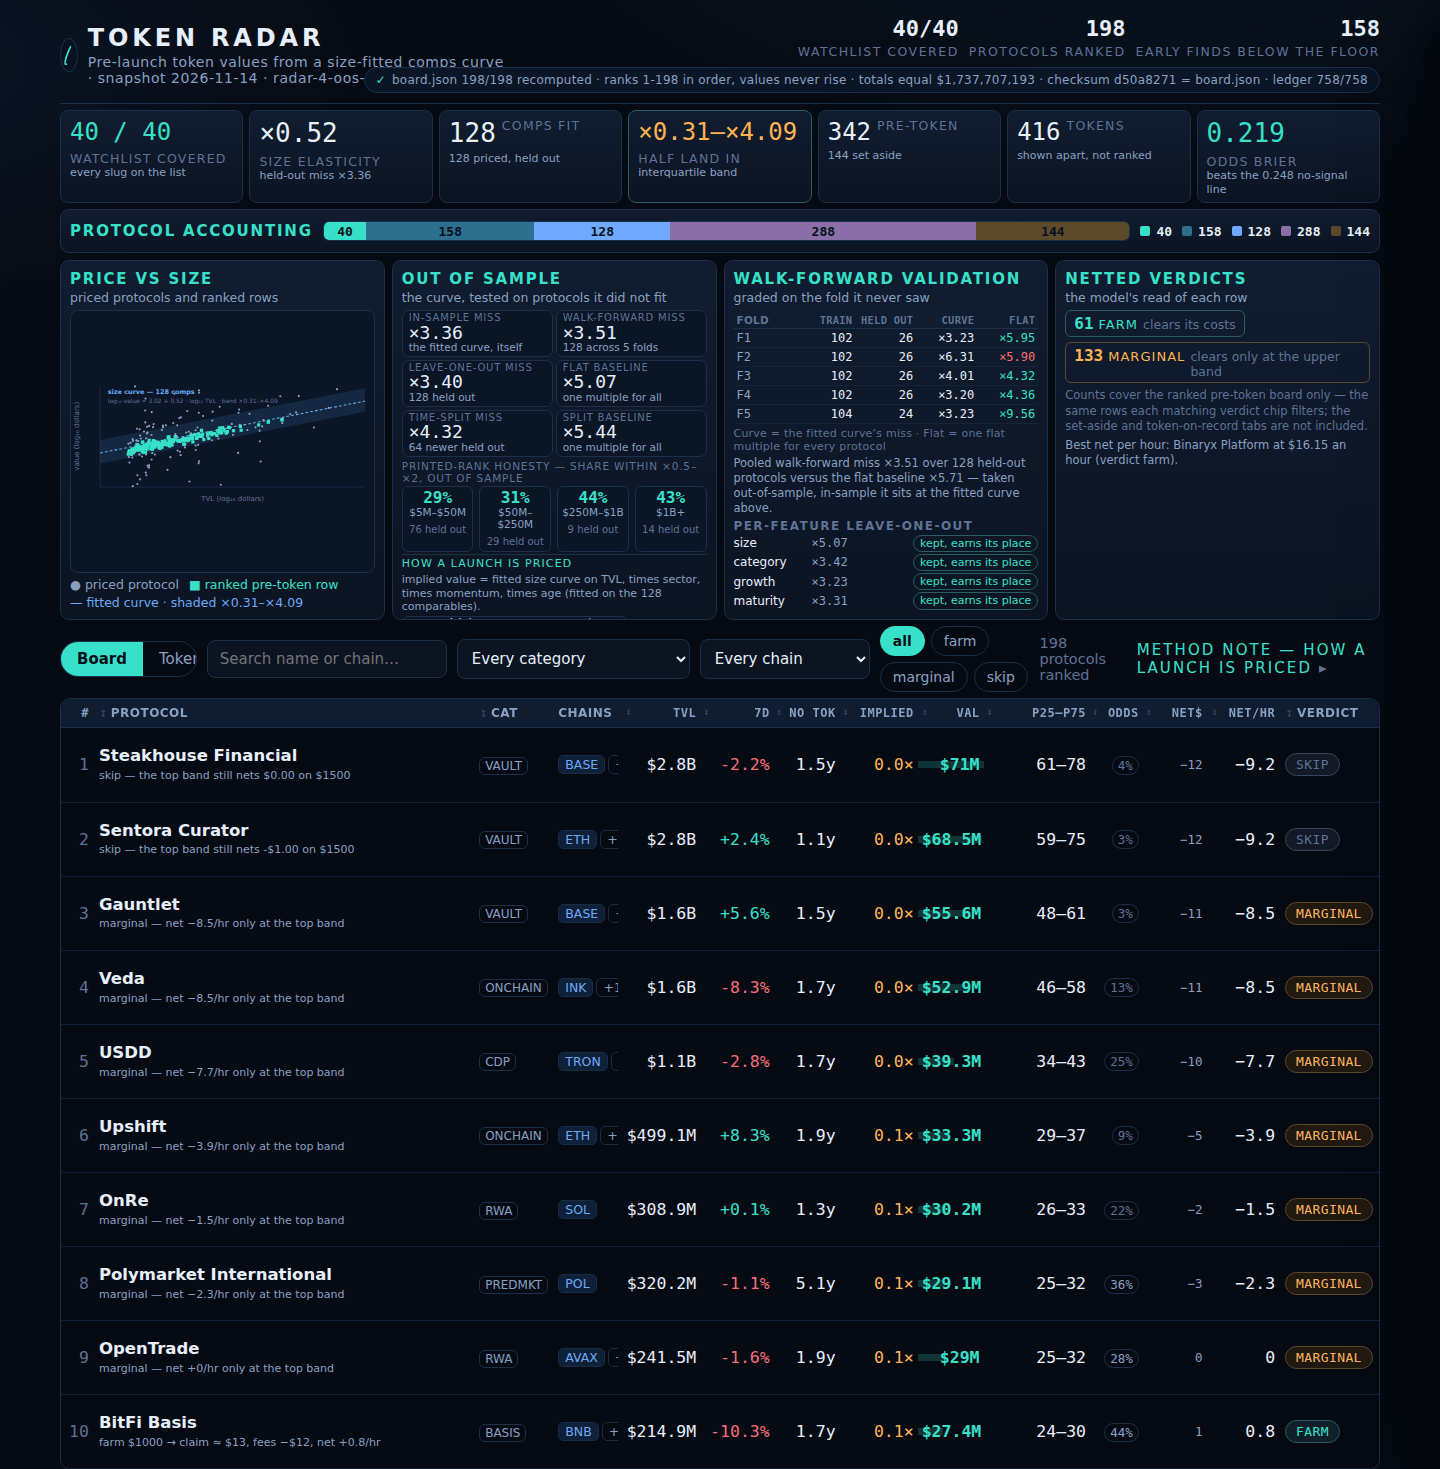 TOKEN RADAR
Pre-launch token values from a size-fitted comps curve
· snapshot 2026-11-14 · radar-4-oos-
40/40
WATCHLIST COVERED
198
PROTOCOLS RANKED
158
EARLY FINDS BELOW THE FLOOR
✓ board.json 198/198 recomputed · ranks 1-198 in order, values never rise · totals equal $1,737,707,193 · checksum d50a8271 = board.json · ledger 758/758
40 / 40
WATCHLIST COVERED
every slug on the list
×0.52
SIZE ELASTICITY
held-out miss ×3.36
128 COMPS FIT
128 priced, held out
×0.31–×4.09
HALF LAND IN
interquartile band
342 PRE-TOKEN
144 set aside
416 TOKENS
shown apart, not ranked
0.219
ODDS BRIER
beats the 0.248 no-signal
line
PROTOCOL ACCOUNTING 40 158 128 288 144 40 158 128 288 144
PRICE VS SIZE
priced protocols and ranked rows
size curve — 128 comps
value (log₁₀ dollars)
TVL (log₁₀ dollars)
● priced protocol ■ ranked pre-token row
— fitted curve · shaded ×0.31–×4.09
OUT OF SAMPLE
the curve, tested on protocols it did not fit
IN-SAMPLE MISS
×3.36
the fitted curve, itself
WALK-FORWARD MISS
×3.51
128 across 5 folds
LEAVE-ONE-OUT MISS
×3.40
128 held out
FLAT BASELINE
×5.07
one multiple for all
TIME-SPLIT MISS
×4.32
64 newer held out
SPLIT BASELINE
×5.44
one multiple for all
PRINTED-RANK HONESTY — SHARE WITHIN ×0.5–
×2, OUT OF SAMPLE
29%
$5M–$50M
76 held out
31%
$50M–
$250M
29 held out
44%
$250M–$1B
9 held out
43%
$1B+
14 held out
HOW A LAUNCH IS PRICED
implied value = fitted size curve on TVL, times sector,
times momentum, times age (fitted on the 128
comparables).
WALK-FORWARD VALIDATION
graded on the fold it never saw
FOLD TRAIN HELD OUT CURVE FLAT
F1 102 26 ×3.23 ×5.95
F2 102 26 ×6.31 ×5.90
F3 102 26 ×4.01 ×4.32
F4 102 26 ×3.20 ×4.36
F5 104 24 ×3.23 ×9.56
Curve = the fitted curve’s miss · Flat = one flat
multiple for every protocol
Pooled walk-forward miss ×3.51 over 128 held-out
protocols versus the flat baseline ×5.71 — taken
out-of-sample, in-sample it sits at the fitted curve
above.
PER-FEATURE LEAVE-ONE-OUT
size ×5.07 kept, earns its place
category ×3.42 kept, earns its place
growth ×3.23 kept, earns its place
maturity ×3.31 kept, earns its place
NETTED VERDICTS
the model's read of each row
61 FARM clears its costs
133 MARGINAL clears only at the upper
band
Counts cover the ranked pre-token board only — the
same rows each matching verdict chip filters; the
set-aside and token-on-record tabs are not included.
Best net per hour: Binaryx Platform at $16.15 an
hour (verdict farm).
Board Token
Search name or chain…
Every category
Every chain
all farm
marginal skip
198
protocols
ranked
METHOD NOTE — HOW A
LAUNCH IS PRICED ▸
# ↕ PROTOCOL ↕ CAT CHAINS ↕ TVL ↕ 7D ↕ NO TOK ↕ IMPLIED ↕ VAL ↕ P25–P75 ↕ ODDS ↕ NET$ ↕ NET/HR ↕ VERDICT
1 Steakhouse Financial VAULT BASE $2.8B -2.2% 1.5y 0.0× $71M 61–78 4% −12 −9.2 SKIP
skip — the top band still nets $0.00 on $1500
2 Sentora Curator VAULT ETH + $2.8B +2.4% 1.1y 0.0× $68.5M 59–75 3% −12 −9.2 SKIP
skip — the top band still nets -$1.00 on $1500
3 Gauntlet VAULT BASE $1.6B +5.6% 1.5y 0.0× $55.6M 48–61 3% −11 −8.5 MARGINAL
marginal — net −8.5/hr only at the top band
4 Veda ONCHAIN INK +1 $1.6B -8.3% 1.7y 0.0× $52.9M 46–58 13% −11 −8.5 MARGINAL
marginal — net −8.5/hr only at the top band
5 USDD CDP TRON $1.1B -2.8% 1.7y 0.0× $39.3M 34–43 25% −10 −7.7 MARGINAL
marginal — net −7.7/hr only at the top band
6 Upshift ONCHAIN ETH + $499.1M +8.3% 1.9y 0.1× $33.3M 29–37 9% −5 −3.9 MARGINAL
marginal — net −3.9/hr only at the top band
7 OnRe RWA SOL $308.9M +0.1% 1.3y 0.1× $30.2M 26–33 22% −2 −1.5 MARGINAL
marginal — net −1.5/hr only at the top band
8 Polymarket International PREDMKT POL $320.2M -1.1% 5.1y 0.1× $29.1M 25–32 36% −3 −2.3 MARGINAL
marginal — net −2.3/hr only at the top band
9 OpenTrade RWA AVAX $241.5M -1.6% 1.9y 0.1× $29M 25–32 28% 0 0 MARGINAL
marginal — net +0/hr only at the top band
10 BitFi Basis BASIS BNB + $214.9M -10.3% 1.7y 0.1× $27.4M 24–30 44% 1 0.8 FARM
farm $1000 → claim ≈ $13, fees −$12, net +0.8/hr